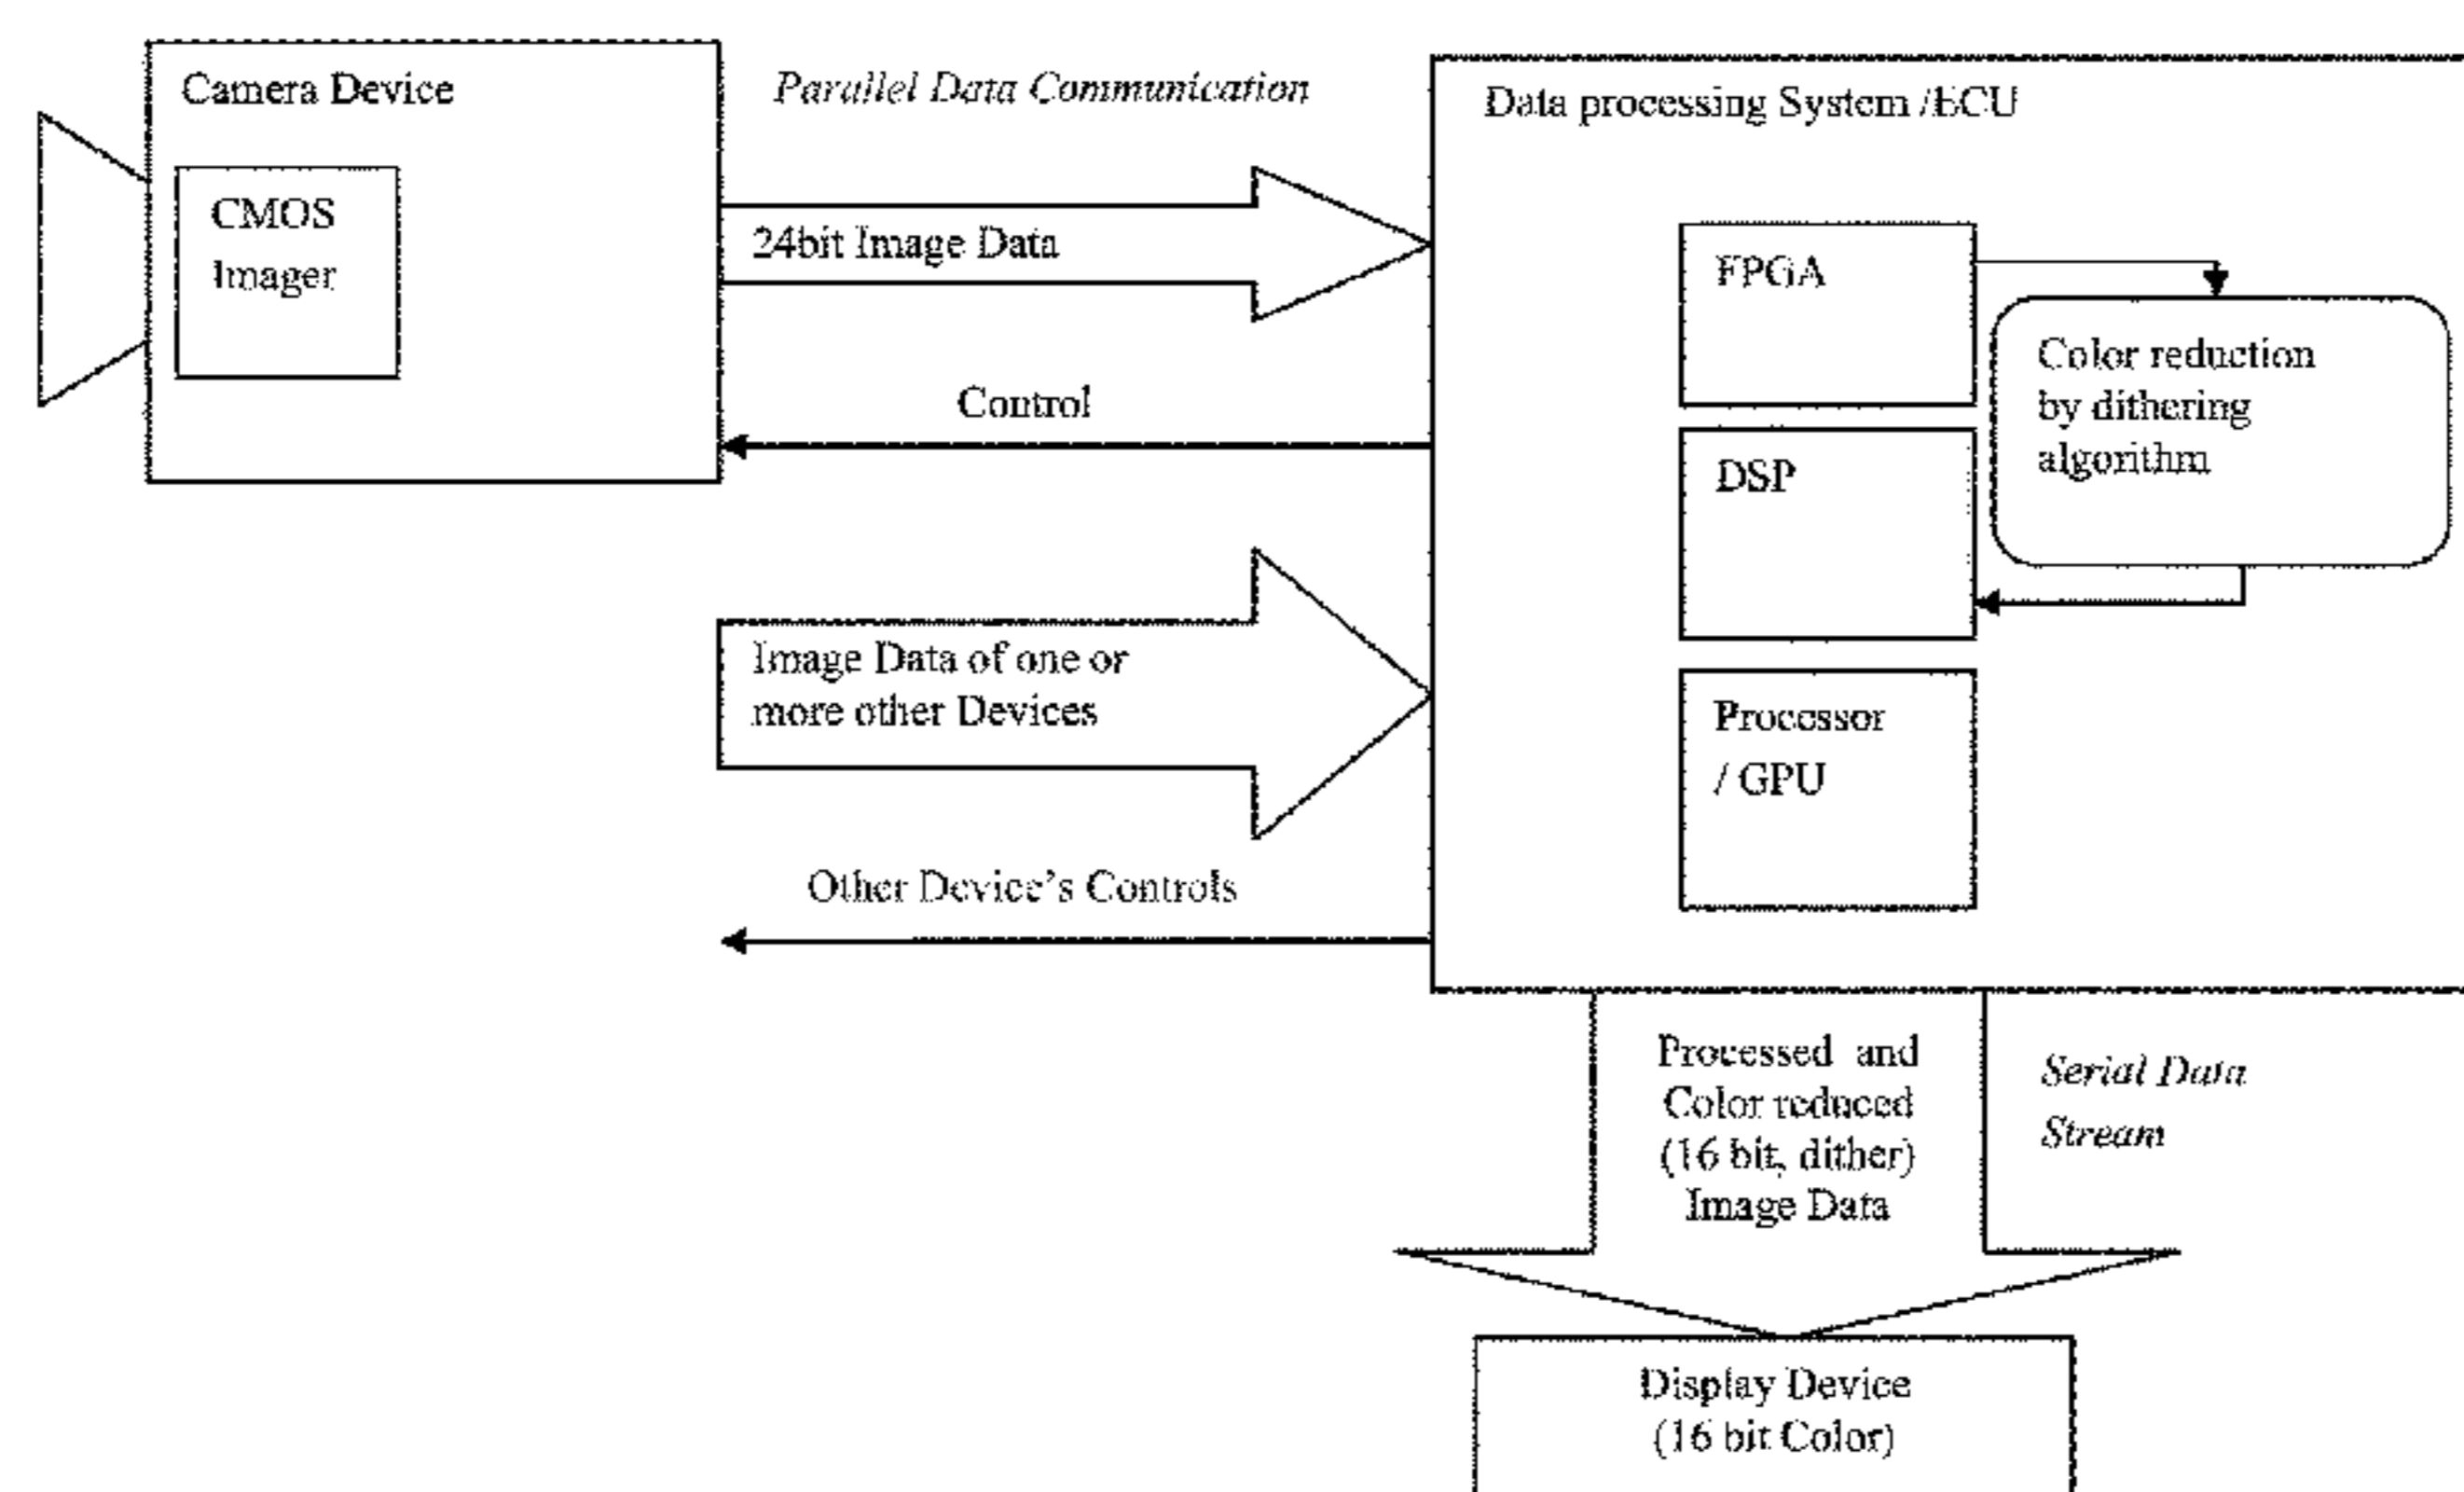 Camera Device
CMOS
Imager
Parallel Data Communication
24bit Image Data
Control
Image Data of one or
more other Devices
Other Device's Controls
Data processing System /ECU
FPGA
Color reduction
by dithering
algorithm
DSP
Processor
/ GPU
Processed and
Color reduced
(16 bit, dither)
Image Data
Serial Data
Stream
Display Device
(16 bit Color)